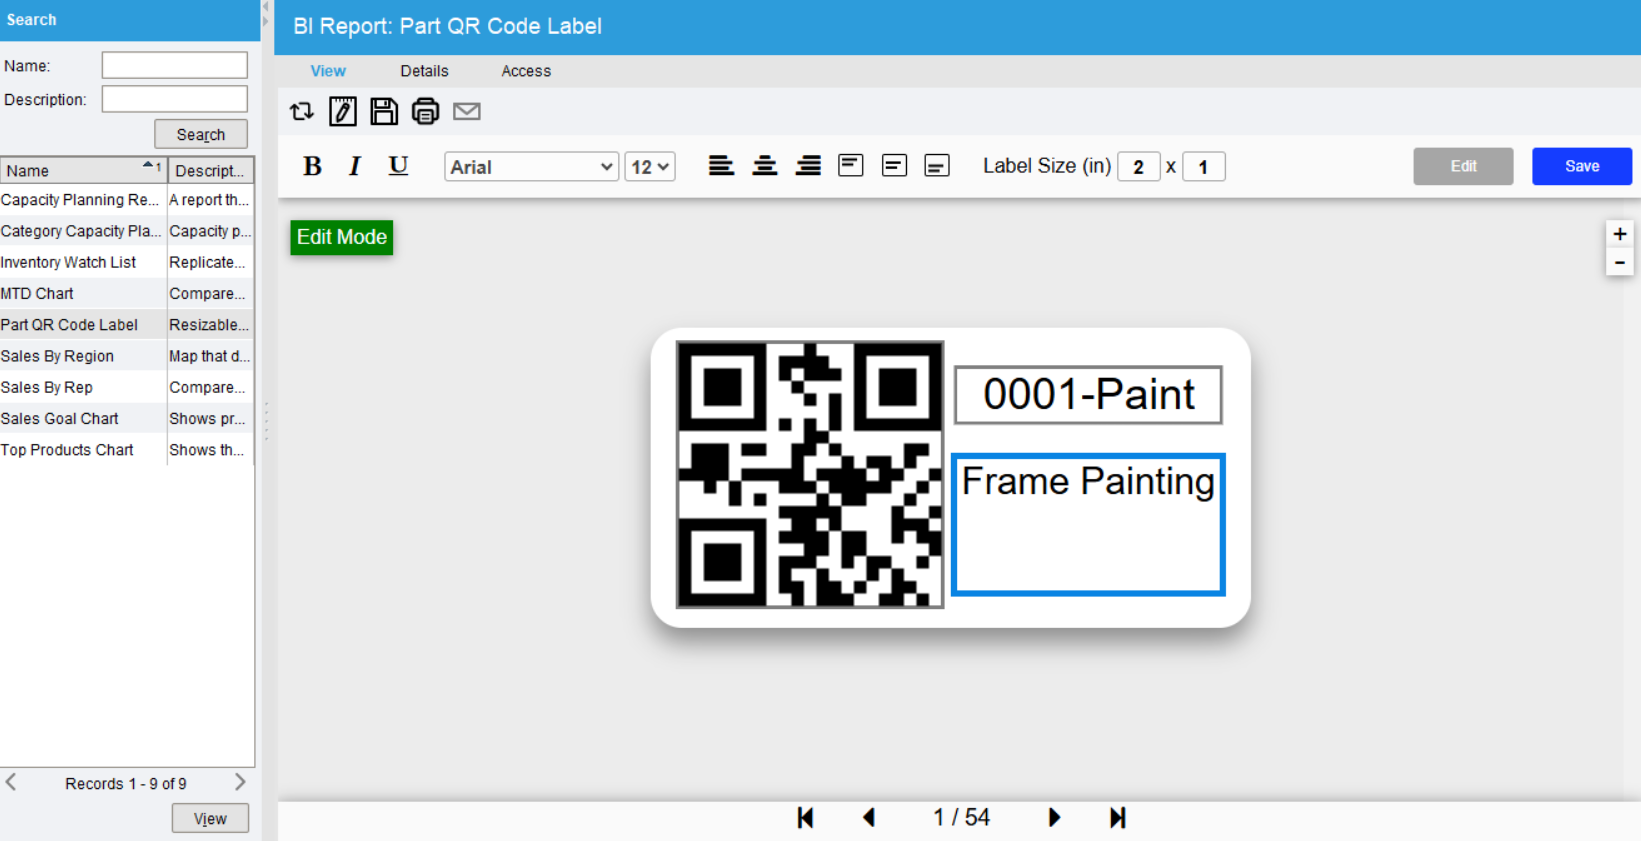 Search
Name:
Description:
Search
Name 1 Descript...
Capacity Planning Re... A report th...
Category Capacity Pla... Capacity p...
Inventory Watch List Replicate...
MTD Chart Compare...
Part QR Code Label Resizable...
Sales By Region Map that d...
Sales By Rep Compare...
Sales Goal Chart Shows pr...
Top Products Chart Shows th...
Records 1 - 9 of 9
View
BI Report: Part QR Code Label
View Details Access
B I U Arial 12 Label Size (in) 2 x 1 Edit Save
Edit Mode
+
-
0001-Paint
Frame Painting
1 / 54